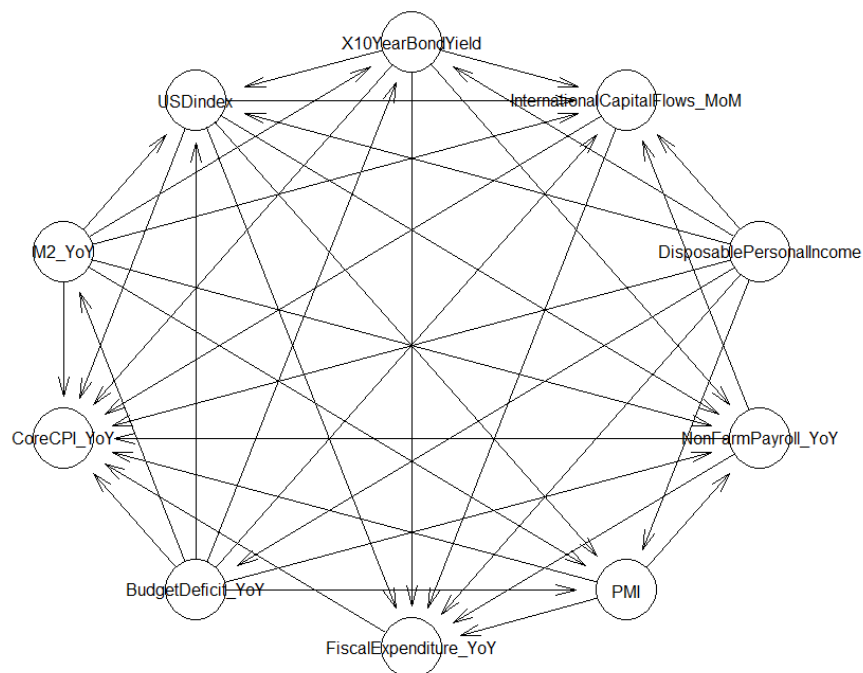 X10YearBondYield
USDindex
InternationalCapitalFlows_MoM
M2_YoY
DisposablePersonalIncome
CoreCPI_YoY
NonFarmPayroll_YoY
BudgetDeficit_YoY
PMI
FiscalExpenditure_YoY